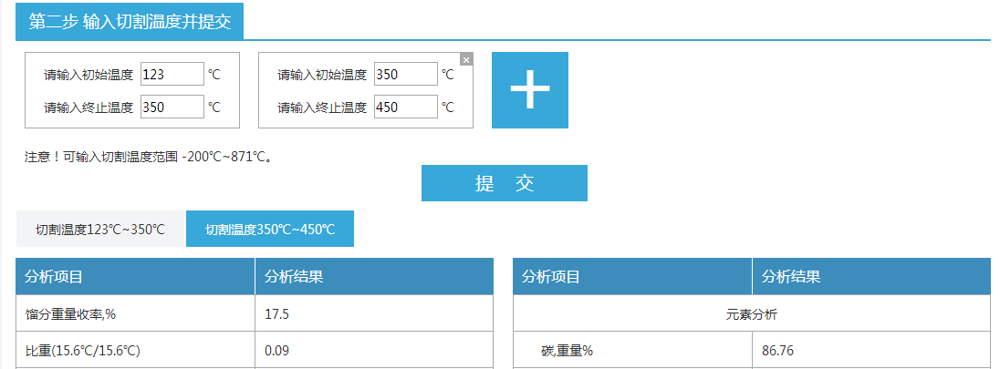 第二步 输入切割温度并提交
请输入初始温度 123 ℃ 请输入初始温度 350 ℃
请输入终止温度 350 ℃ 请输入终止温度 450 ℃
注意！可输入切割温度范围 -200℃~871℃。
提 交
切割温度123℃~350℃ 切割温度350℃~450℃
分析项目 分析结果 分析项目 分析结果
馏分重量收率,% 17.5 元素分析
比重(15.6℃/15.6℃) 0.09 碳,重量% 86.76